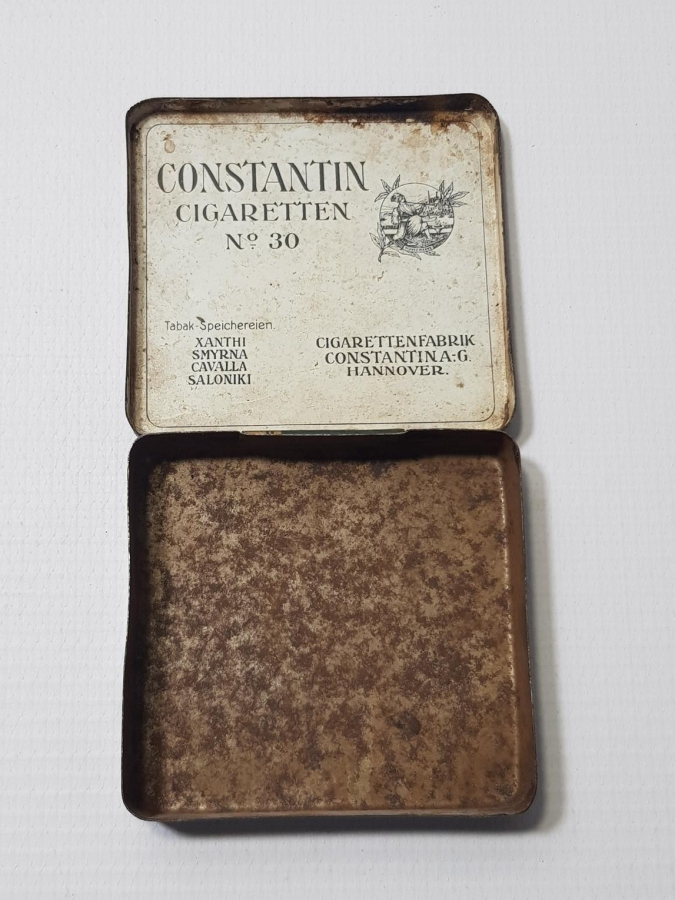 CONSTANTIN
CIGARETTEN
Nº 30
Tabak-Speichereien.
XANTHI
SMYRNA
CAVALLA
SALONIKI
CIGARETTENFABRIK
CONSTANTIN A.-G.
HANNOVER.